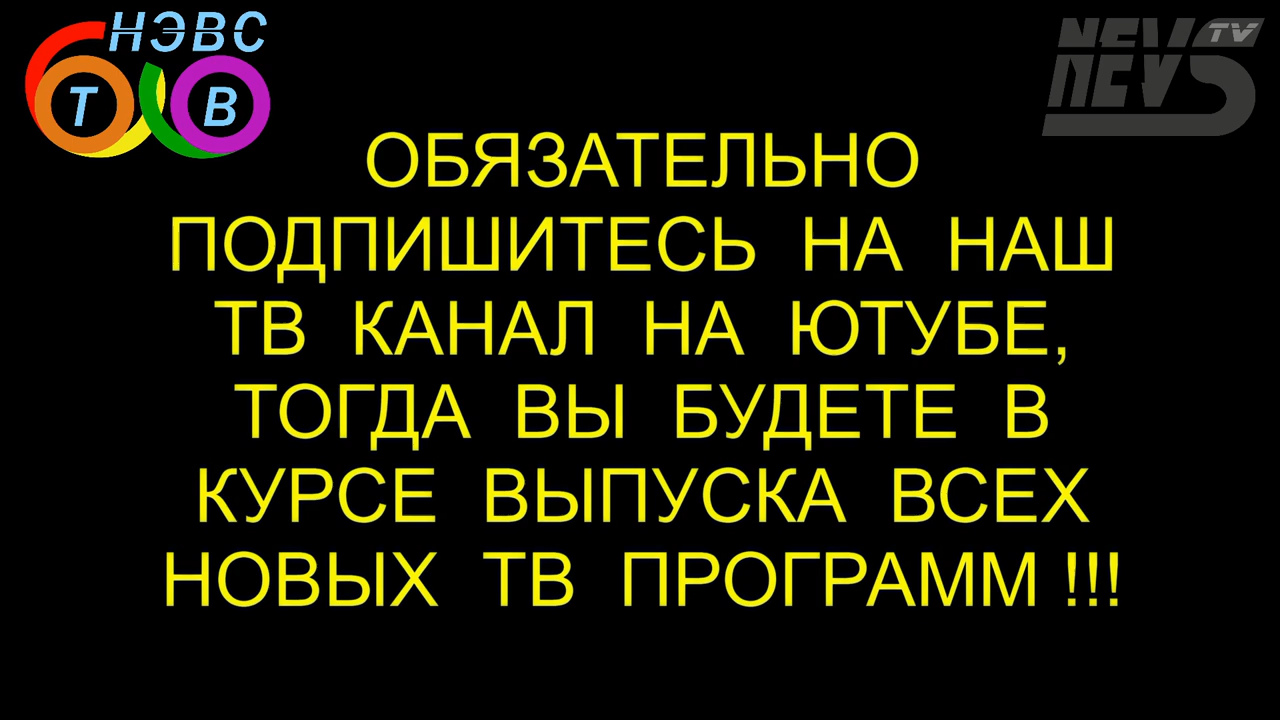 НЭВС
Т В
TV
NEWS
ОБЯЗАТЕЛЬНО
ПОДПИШИТЕСЬ НА НАШ
ТВ КАНАЛ НА ЮТУБЕ,
ТОГДА ВЫ БУДЕТЕ В
КУРСЕ ВЫПУСКА ВСЕХ
НОВЫХ ТВ ПРОГРАММ !!!